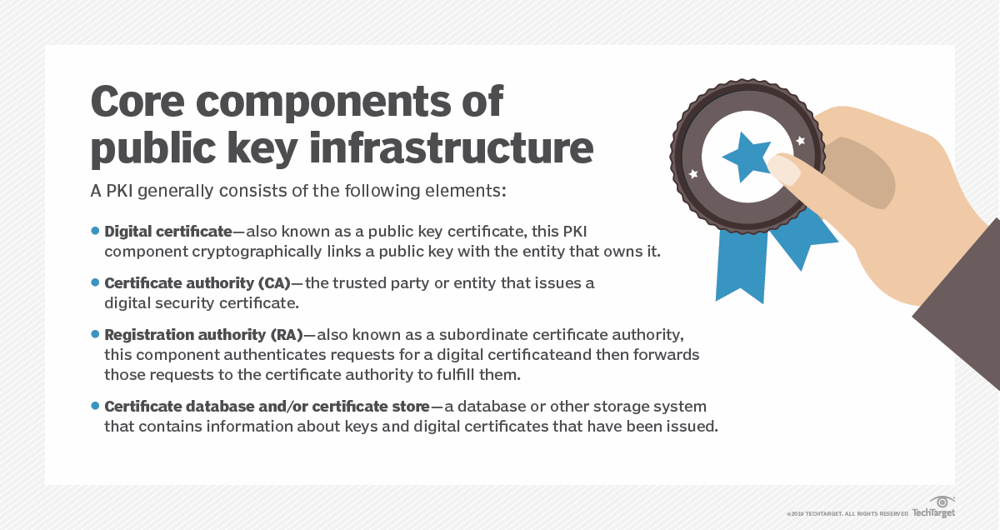 Core components of
public key infrastructure
A PKI generally consists of the following elements:
● Digital certificate—also known as a public key certificate, this PKI
component cryptographically links a public key with the entity that owns it.
● Certificate authority (CA)—the trusted party or entity that issues a
digital security certificate.
● Registration authority (RA)—also known as a subordinate certificate authority,
this component authenticates requests for a digital certificateand then forwards
those requests to the certificate authority to fulfill them.
● Certificate database and/or certificate store—a database or other storage system
that contains information about keys and digital certificates that have been issued.
©2019 TECHTARGET. ALL RIGHTS RESERVED TechTarget